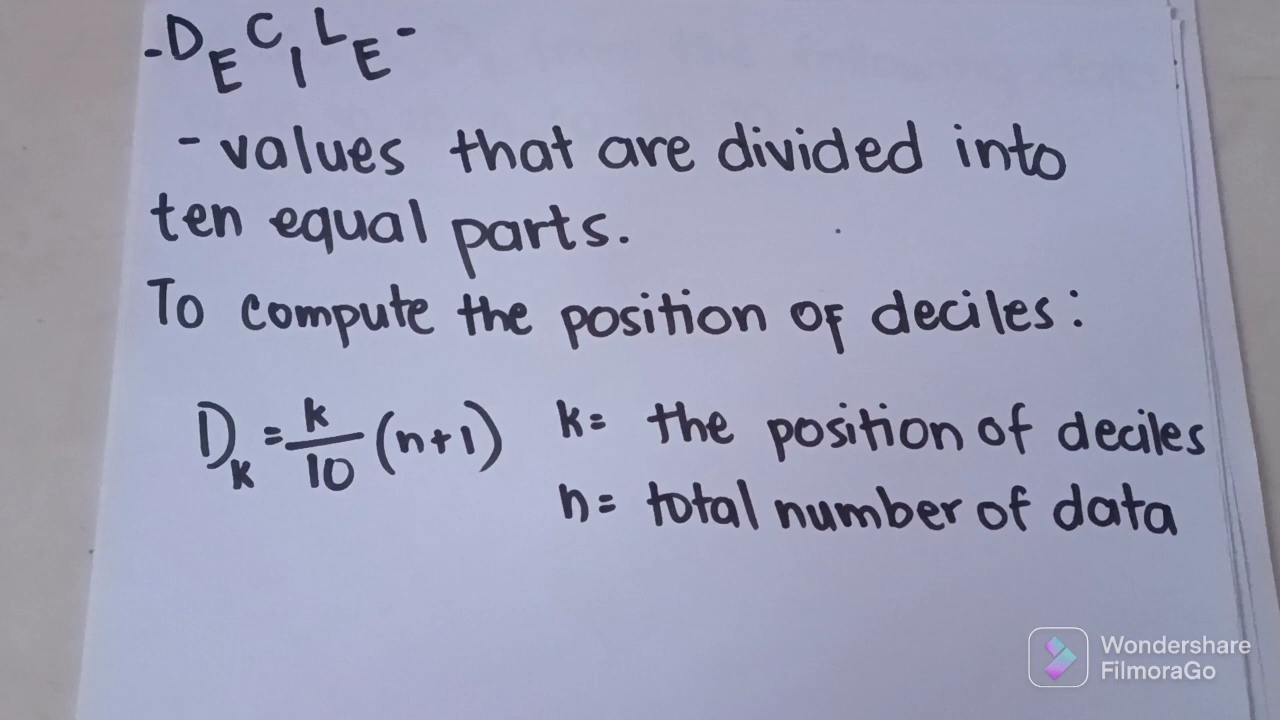 -DECILE-
- values that are divided into
ten equal parts.
To compute the position of deciles:
Dk = k/10 (n+1)   k= the position of deciles
n= total number of data
Wondershare
FilmoraGo